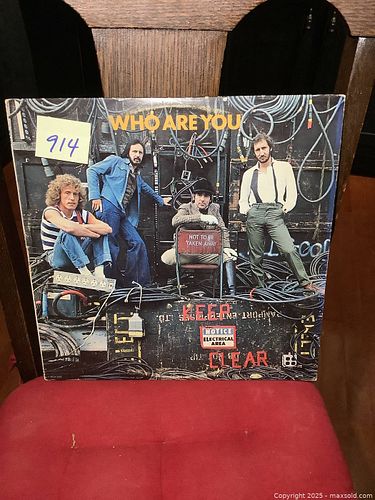 WHO ARE YOU
914
NOT TO BE
TAKEN AWAY
KEEP
NOTICE
ELECTRICAL
AREA
CLEAR
Copyright 2025 - maxsold.com